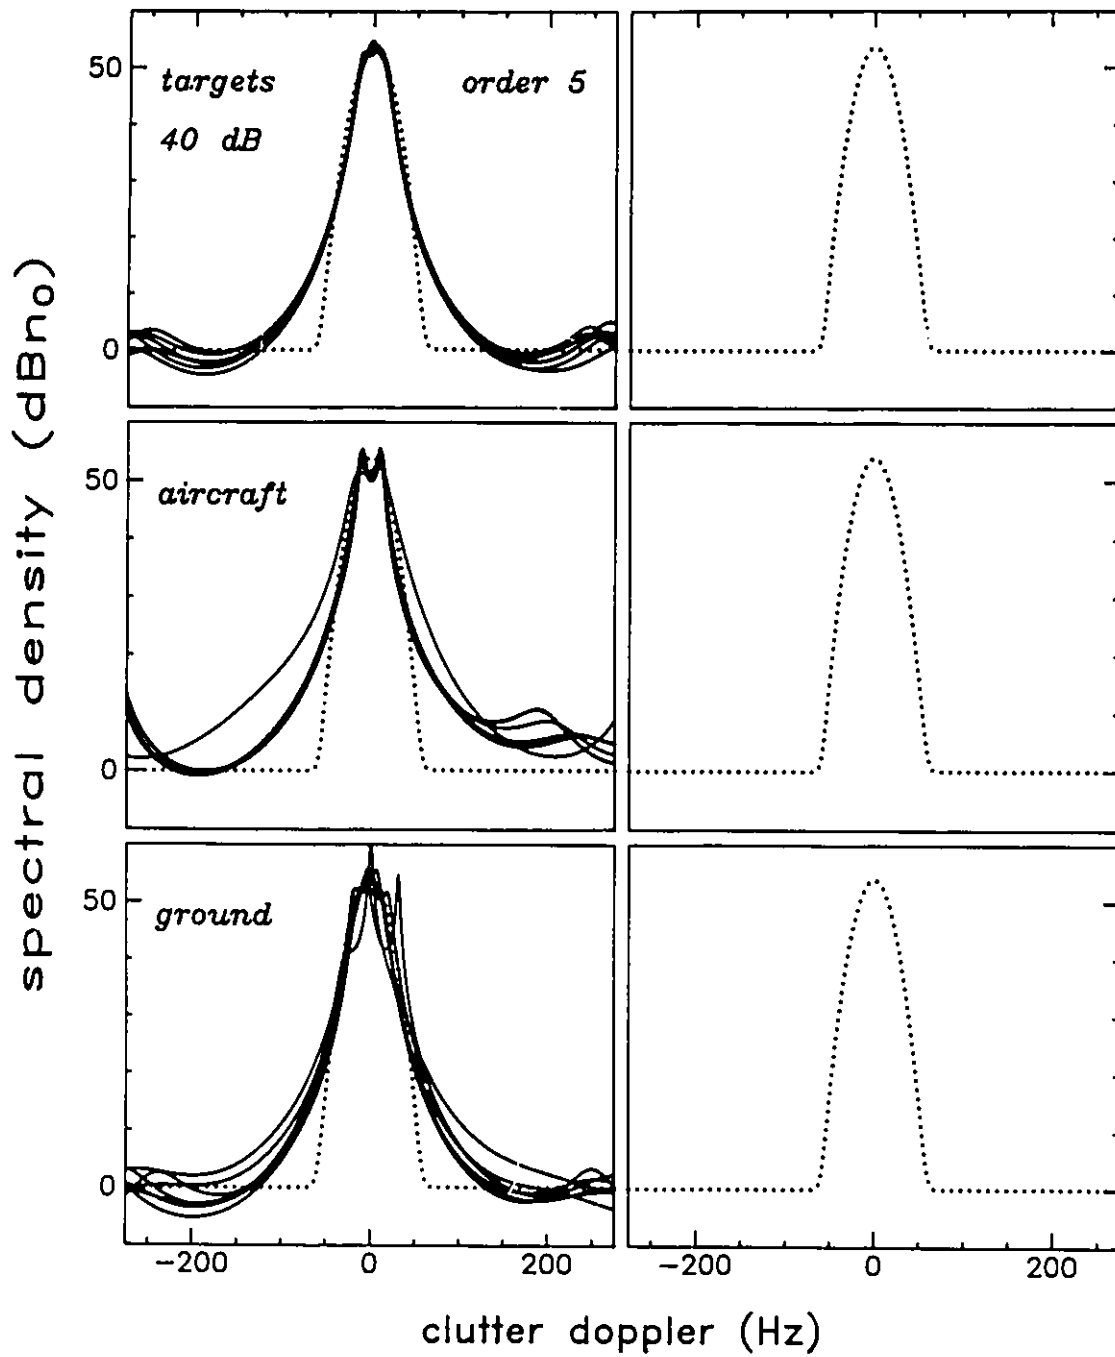 spectral density (dBn₀)
targets
order 5
40 dB
50
0
aircraft
50
0
ground
50
0
−200 0 200 −200 0 200
clutter doppler (Hz)